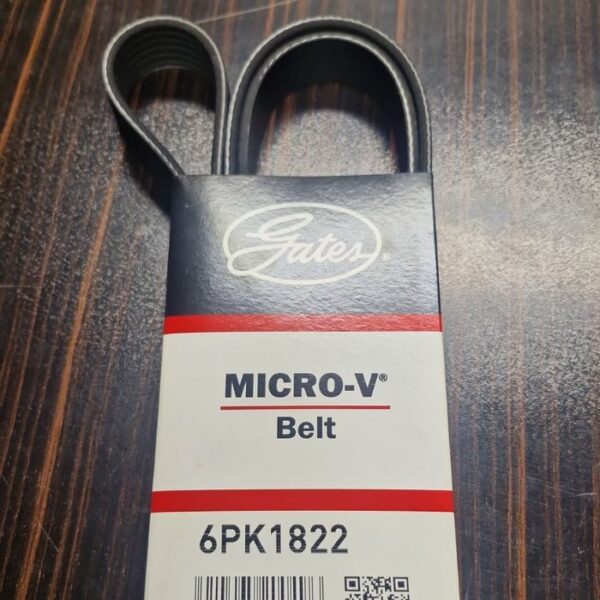 Gates®
MICRO-V®
Belt
6PK1822